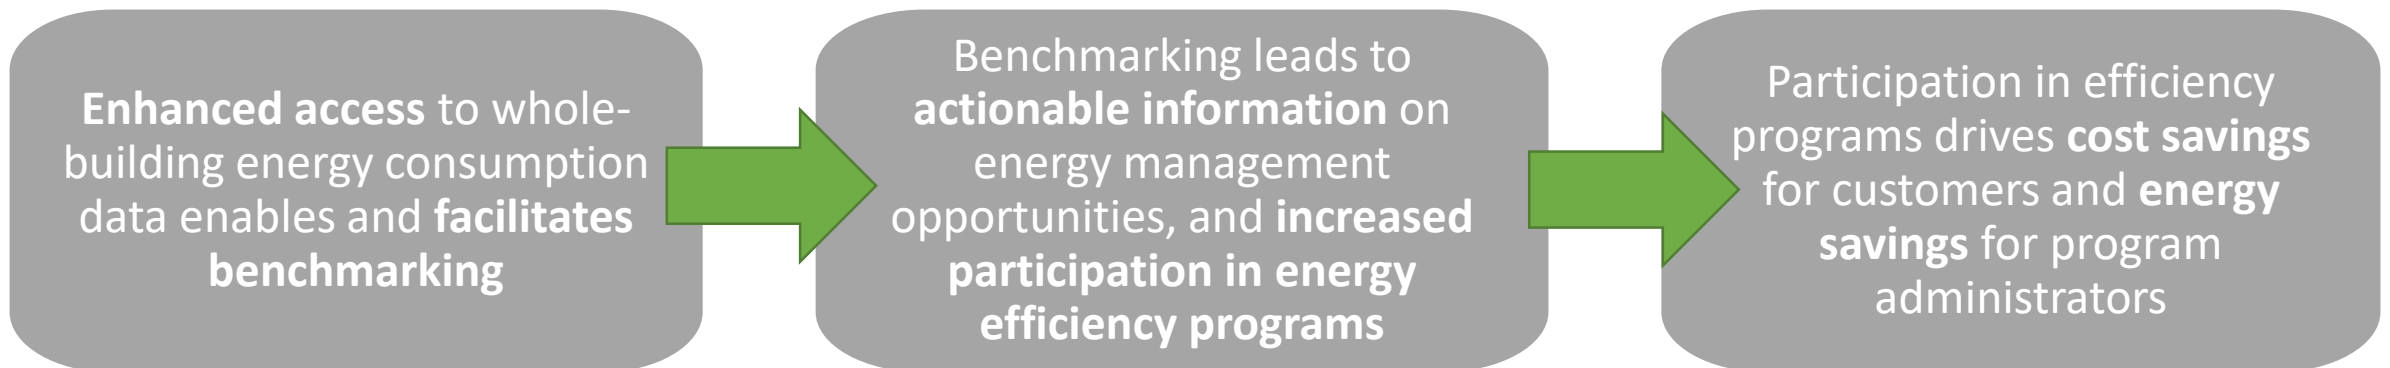 Enhanced access to whole-
building energy consumption
data enables and facilitates
benchmarking
Benchmarking leads to
actionable information on
energy management
opportunities, and increased
participation in energy
efficiency programs
Participation in efficiency
programs drives cost savings
for customers and energy
savings for program
administrators